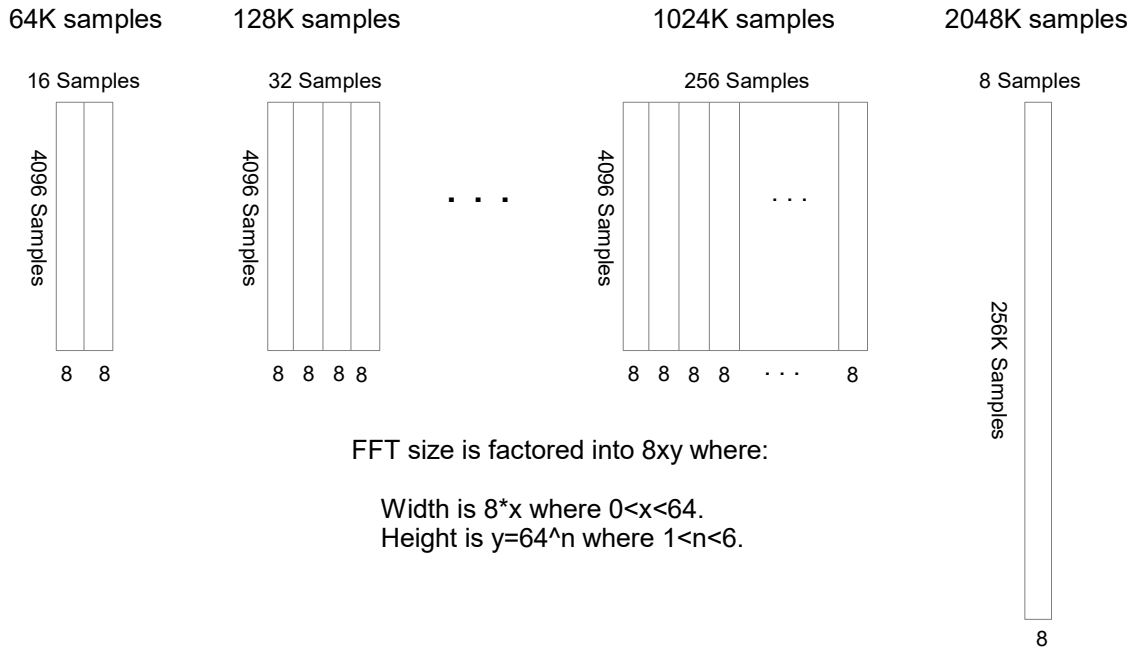 64K samples
128K samples
1024K samples
2048K samples
16 Samples
32 Samples
256 Samples
8 Samples
4096 Samples
4096 Samples
. . .
4096 Samples
. . .
256K Samples
8 8
8 8 8 8
8 8 8 8 . . . 8
8
FFT size is factored into 8xy where:
Width is 8*x where 0<x<64.
Height is y=64^n where 1<n<6.